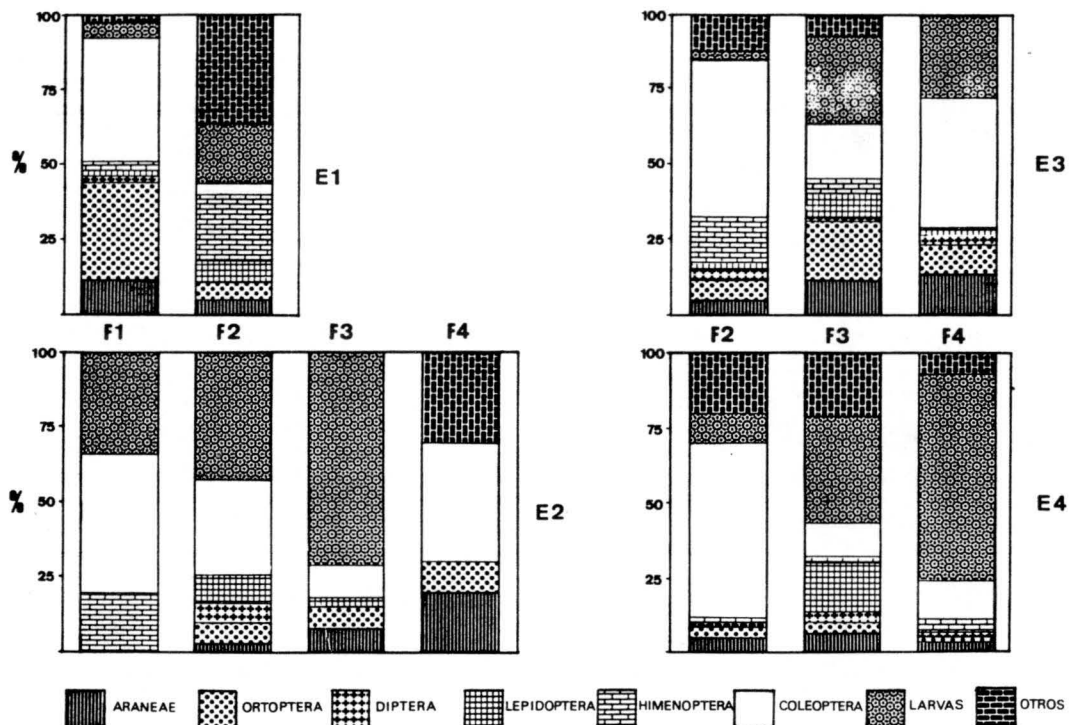 100
75
%
50
25
E1
100
75
50
25
E3
F1 F2 F3 F4
F2 F3 F4
100
75
%
50
25
E2
100
75
50
25
E4
ARANEAE ORTOPTERA DIPTERA LEPIDOPTERA HIMENOPTERA COLEOPTERA LARVAS OTROS